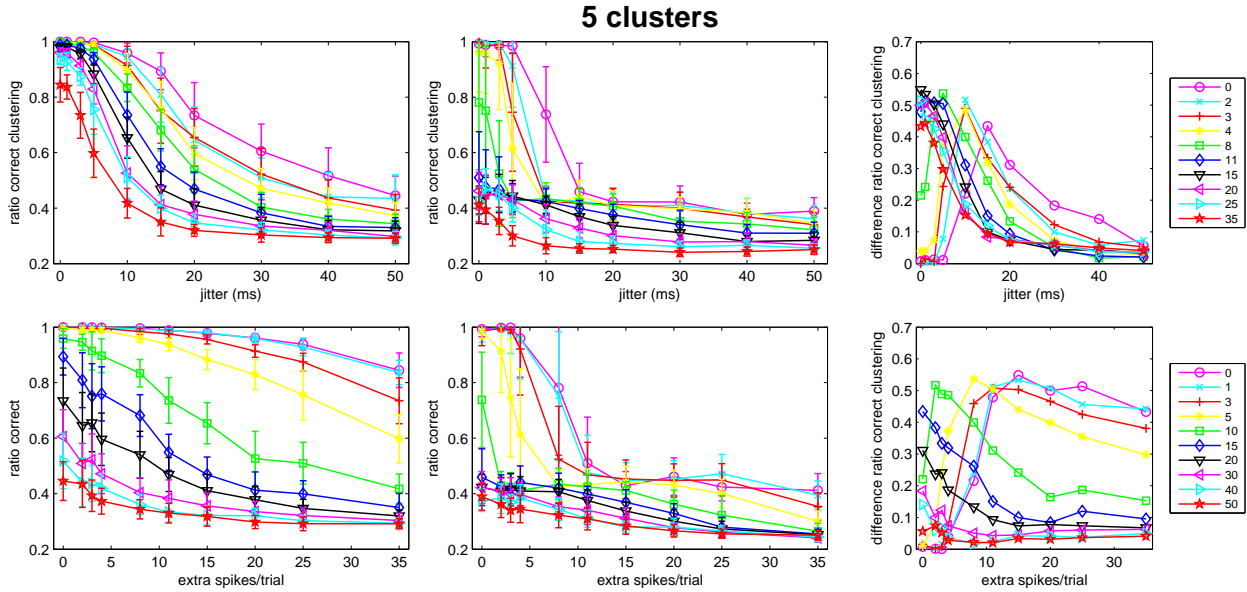 5 clusters
ratio correct clustering
1
0.8
0.6
0.4
0.2
0 10 20 30 40 50
jitter (ms)
ratio correct clustering
1
0.8
0.6
0.4
0.2
0 10 20 30 40 50
jitter (ms)
difference ratio correct clustering
0.7
0.6
0.5
0.4
0.3
0.2
0.1
0
0 20 40
jitter (ms)
0
2
3
4
8
11
15
20
25
35
ratio correct
1
0.8
0.6
0.4
0.2
0 5 10 15 20 25 30 35
extra spikes/trial
ratio correct clustering
1
0.8
0.6
0.4
0.2
0 5 10 15 20 25 30 35
extra spikes/trial
difference ratio correct clustering
0.7
0.6
0.5
0.4
0.3
0.2
0.1
0
0 10 20 30
extra spikes/trial
0
1
3
5
10
15
20
30
40
50